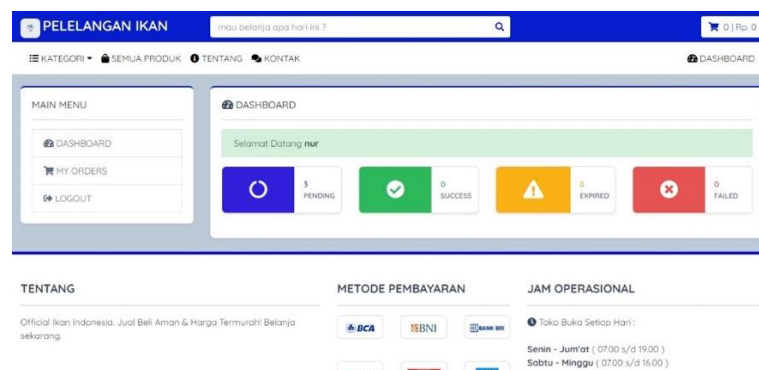 PELELANGAN IKAN
mau belanja apa hari ini ?
0 | Rp. 0
KATEGORI
SEMUA PRODUK
TENTANG
KONTAK
DASHBOARD
MAIN MENU
DASHBOARD
MY ORDERS
LOGOUT
DASHBOARD
Selamat Datang nur
3
PENDING
0
SUCCESS
0
EXPIRED
0
FAILED
TENTANG
Official Ikan Indonesia. Jual Beli Aman & Harga Termurah! Belanja
sekarang.
METODE PEMBAYARAN
BCA
BNI
BANK BRI
JAM OPERASIONAL
Toko Buka Setiap Hari :
Senin - Jum'at ( 07.00 s/d 19.00 )
Sabtu - Minggu ( 07.00 s/d 16.00 )